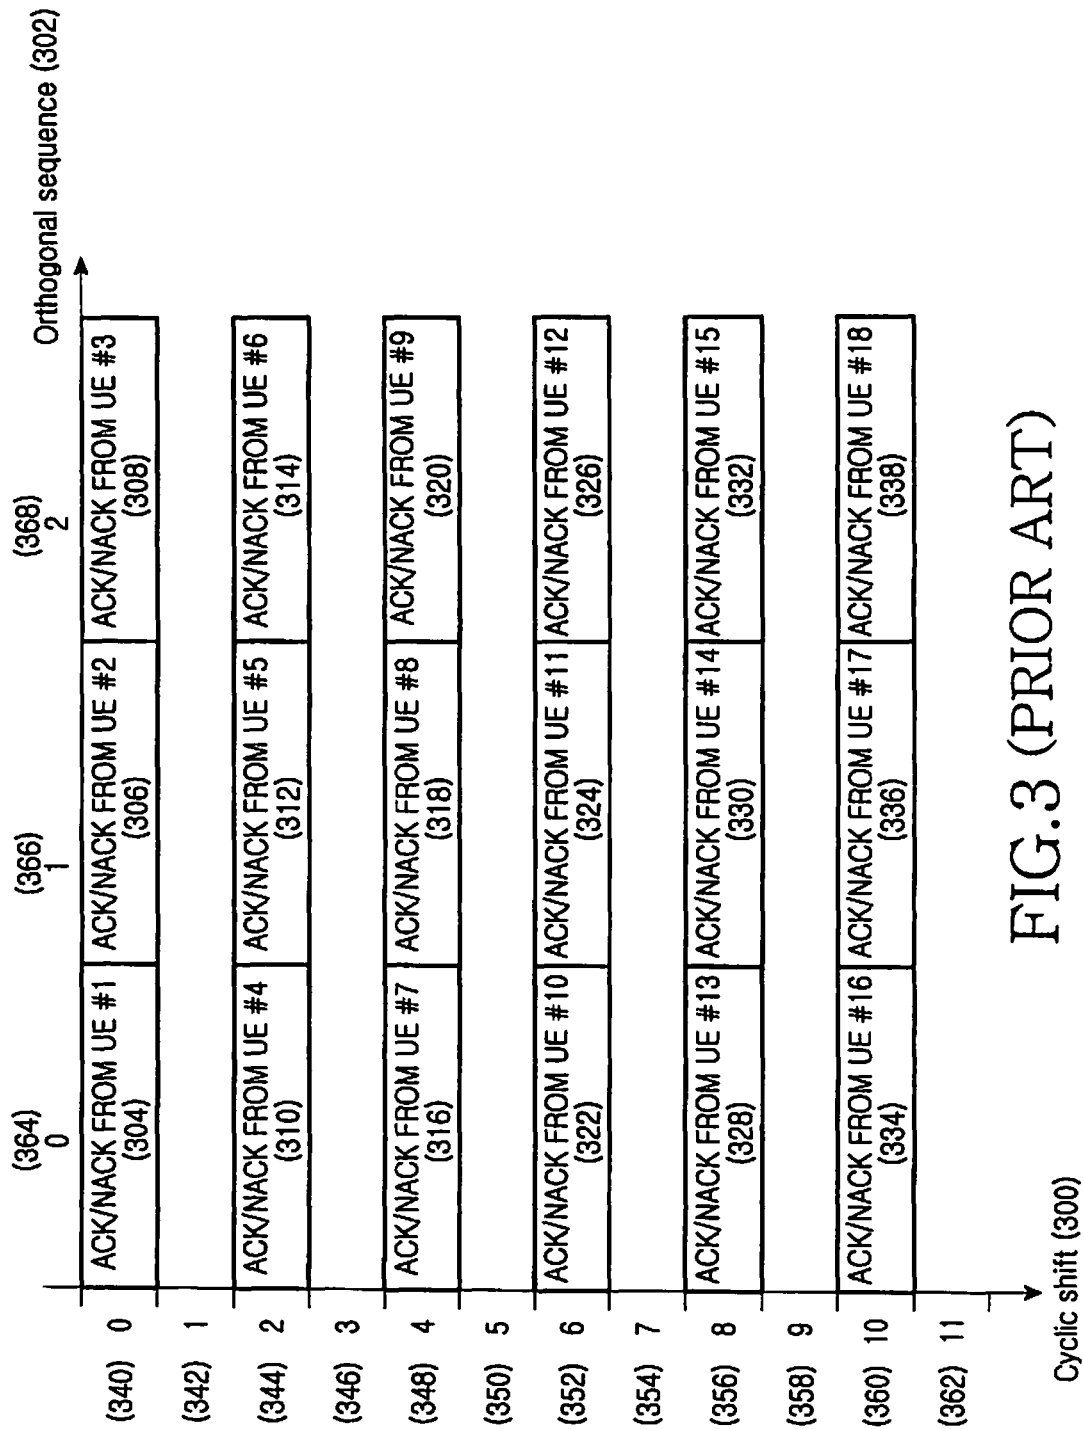 Orthogonal sequence (302)
(364)
0
(366)
1
(368)
2
(340) 0
ACK/NACK FROM UE #1
(304)
ACK/NACK FROM UE #2
(306)
ACK/NACK FROM UE #3
(308)
(342) 1
(344) 2
ACK/NACK FROM UE #4
(310)
ACK/NACK FROM UE #5
(312)
ACK/NACK FROM UE #6
(314)
(346) 3
(348) 4
ACK/NACK FROM UE #7
(316)
ACK/NACK FROM UE #8
(318)
ACK/NACK FROM UE #9
(320)
(350) 5
(352) 6
ACK/NACK FROM UE #10
(322)
ACK/NACK FROM UE #11
(324)
ACK/NACK FROM UE #12
(326)
(354) 7
(356) 8
ACK/NACK FROM UE #13
(328)
ACK/NACK FROM UE #14
(330)
ACK/NACK FROM UE #15
(332)
(358) 9
(360) 10
ACK/NACK FROM UE #16
(334)
ACK/NACK FROM UE #17
(336)
ACK/NACK FROM UE #18
(338)
(362) 11
Cyclic shift (300)
FIG.3 (PRIOR ART)